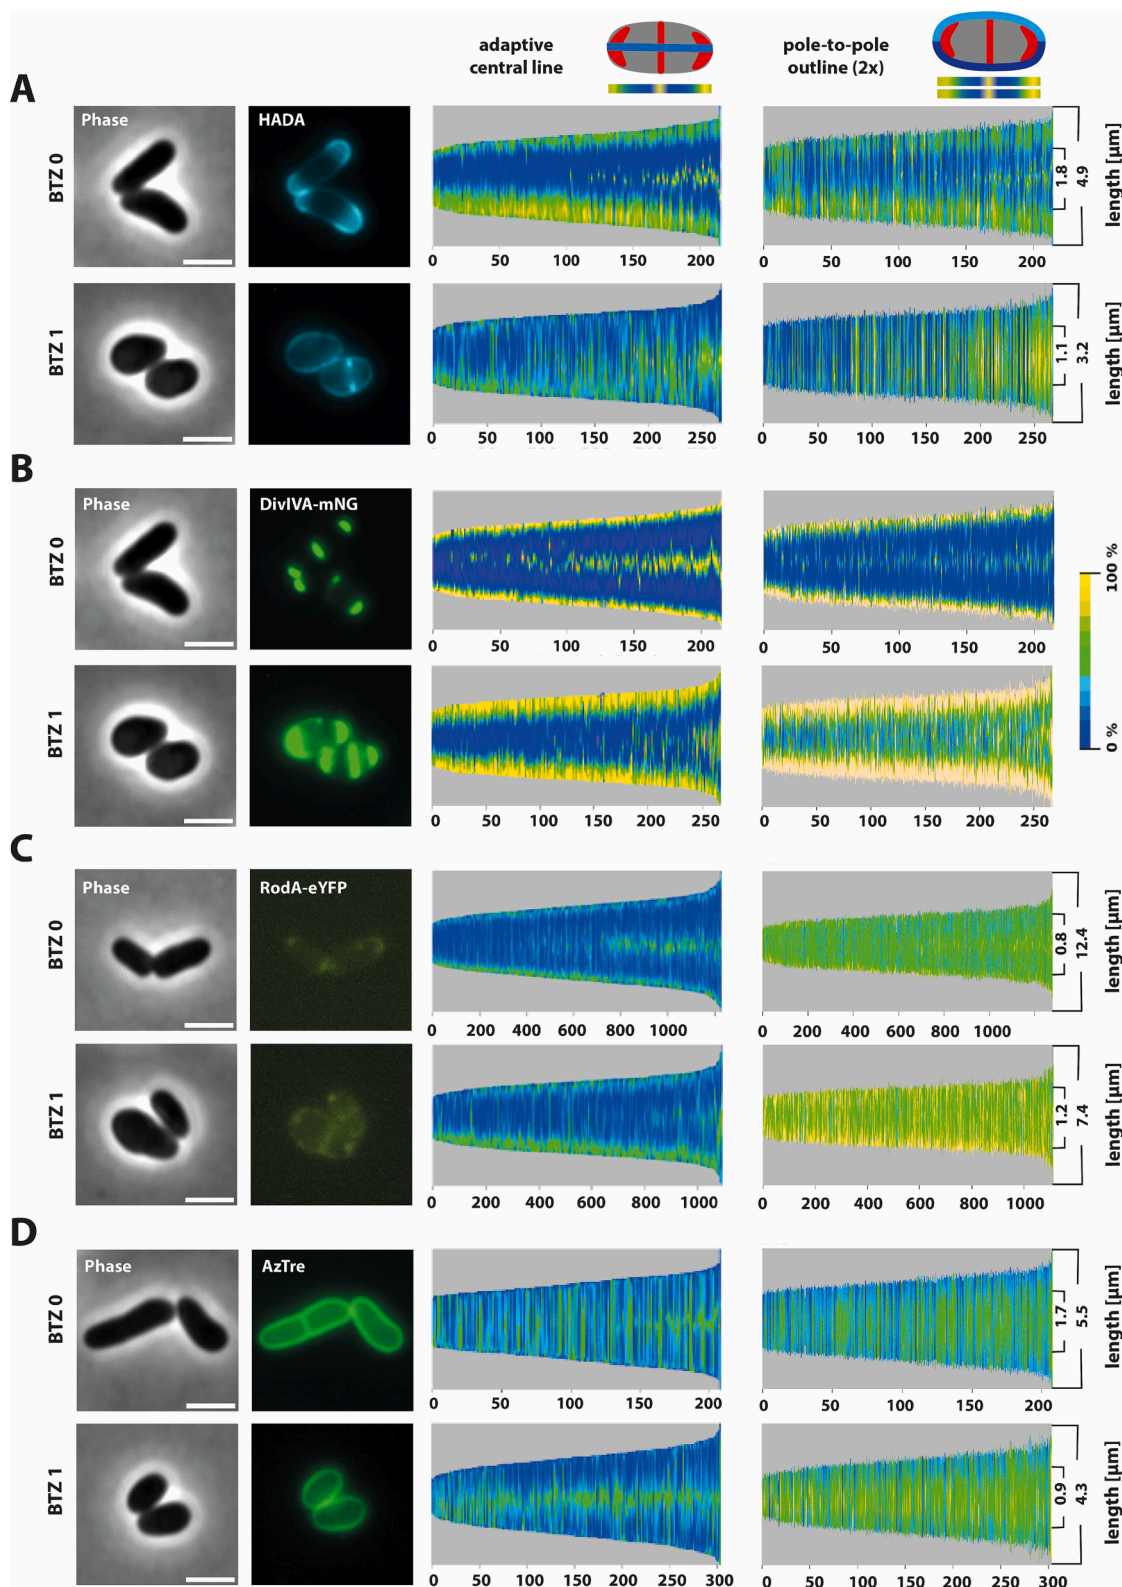 adaptive
central line
pole-to-pole
outline (2x)
A
BTZ 0
Phase
HADA
0 50 100 150 200
0 50 100 150 200
1.8
4.9
length [µm]
BTZ 1
0 50 100 150 200 250
0 50 100 150 200 250
1.1
3.2
length [µm]
B
BTZ 0
Phase
DivIVA-mNG
0 50 100 150 200
0 50 100 150 200
100 %
0 %
BTZ 1
0 50 100 150 200 250
0 50 100 150 200 250
C
BTZ 0
Phase
RodA-eYFP
0 200 400 600 800 1000
0 200 400 600 800 1000
0.8
12.4
length [µm]
BTZ 1
0 200 400 600 800 1000
0 200 400 600 800 1000
1.2
7.4
length [µm]
D
BTZ 0
Phase
AzTre
0 50 100 150 200
0 50 100 150 200
1.7
5.5
length [µm]
BTZ 1
0 50 100 150 200 250 300
0 50 100 150 200 250 300
0.9
4.3
length [µm]